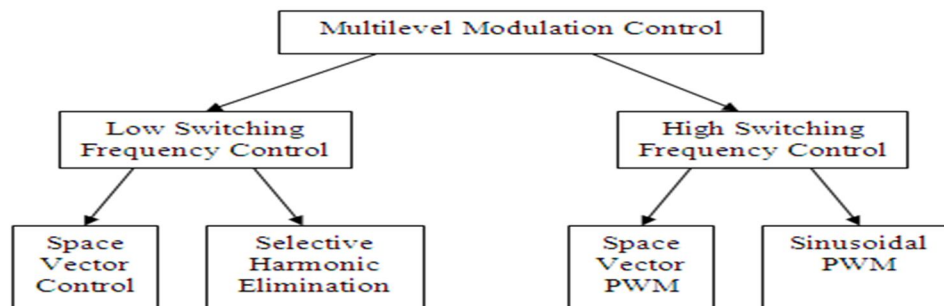 Multilevel Modulation Control
Low Switching
Frequency Control
High Switching
Frequency Control
Space
Vector
Control
Selective
Harmonic
Elimination
Space
Vector
PWM
Sinusoidal
PWM